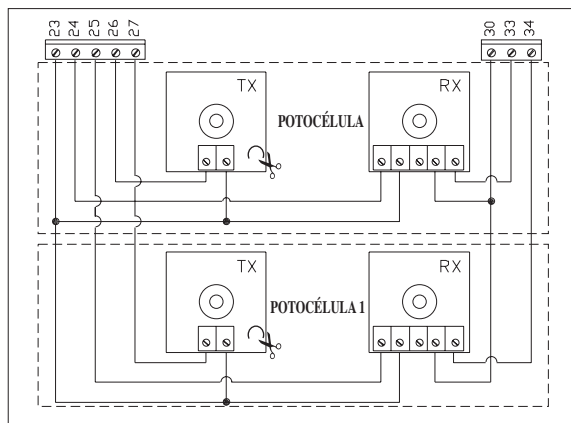 23 24 25 26 27
30 33 34
TX
RX
POTOCÉLULA
TX
RX
POTOCÉLULA 1